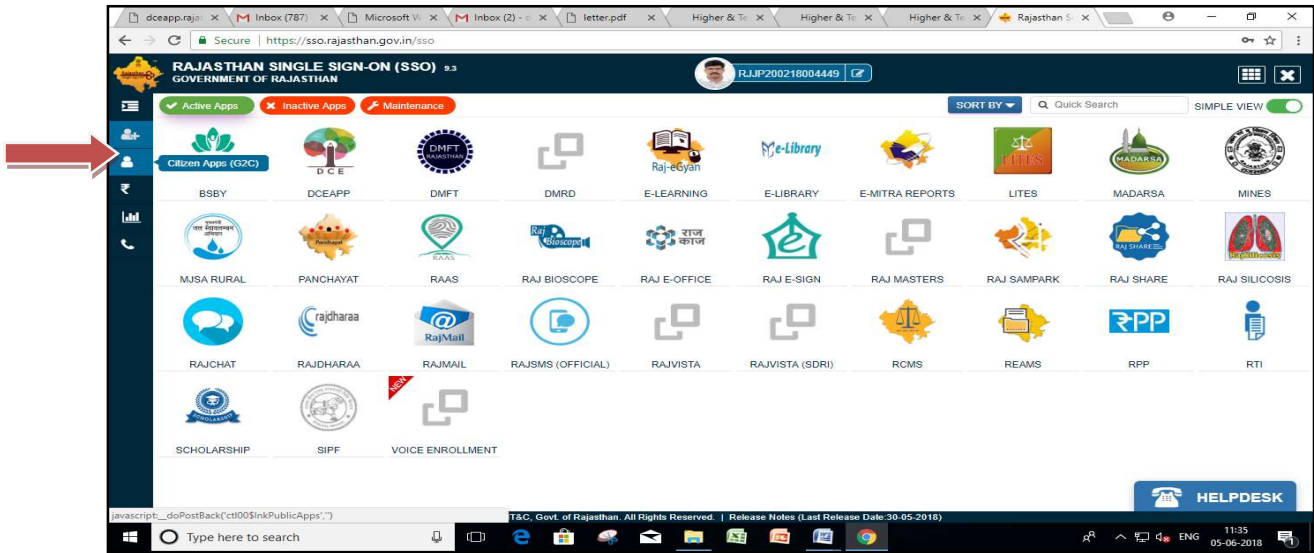 dceapp.raja: Inbox (787) Microsoft W Inbox (2) - c letter.pdf Higher & Te Higher & Te Higher & Te Rajasthan S
Secure | https://sso.rajasthan.gov.in/sso
RAJASTHAN SINGLE SIGN-ON (SSO) 9.3
GOVERNMENT OF RAJASTHAN
RJJP200218004449
Active Apps Inactive Apps Maintenance SORT BY Quick Search SIMPLE VIEW
Citizen Apps (G2C)
DCE
DMFT
RAJASTHAN
Raj-eGyan
e-Library
LITES
MADARSA
BSBY DCEAPP DMFT DMRD E-LEARNING E-LIBRARY E-MITRA REPORTS LITES MADARSA MINES
Panchayat
RAAS
Raj Bioscope
राज काज
RAJ SHARE
MJSA RURAL PANCHAYAT RAAS RAJ BIOSCOPE RAJ E-OFFICE RAJ E-SIGN RAJ MASTERS RAJ SAMPARK RAJ SHARE RAJ SILICOSIS
rajdharaa
RajMail
₹PP
RAJCHAT RAJDHARAA RAJMAIL RAJSMS (OFFICIAL) RAJVISTA RAJVISTA (SDRI) RCMS REAMS RPP RTI
NEW
SCHOLARSHIP
SCHOLARSHIP SIPF VOICE ENROLLMENT
HELPDESK
javascript:__doPostBack('ctl00$lnkPublicApps','') T&C, Govt. of Rajasthan. All Rights Reserved. | Release Notes (Last Release Date:30-05-2018)
Type here to search ENG 11:35
05-06-2018